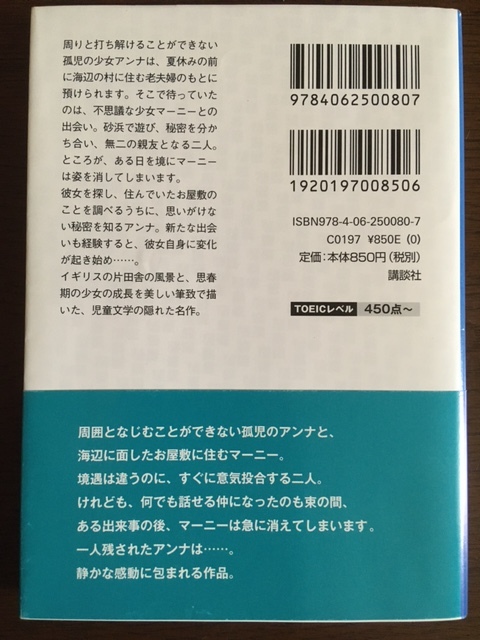 周りと打ち解けることができない
孤児の少女アンナは、夏休みの前
に海辺の村に住む老夫婦のもとに
預けられます。そこで待っていた
のは、不思議な少女マーニーとの
出会い。砂浜で遊び、秘密を分か
ち合い、無二の親友となる二人。
ところが、ある日を境にマーニー
は姿を消してしまいます。
彼女を探し、住んでいたお屋敷の
ことを調べるうちに、思いがけな
い秘密を知るアンナ。新たな出会
いも経験すると、彼女自身に変化
が起き始め……。
イギリスの片田舎の風景と、思春
期の少女の成長を美しい筆致で描
いた、児童文学の隠れた名作。
9784062500807
1920197008506
ISBN978-4-06-250080-7
C0197 ¥850E (0)
定価:本体850円(税別)
講談社
TOEICレベル 450点〜
周囲となじむことができない孤児のアンナと、
海辺に面したお屋敷に住むマーニー。
境遇は違うのに、すぐに意気投合する二人。
けれども、何でも話せる仲になったのも束の間、
ある出来事の後、マーニーは急に消えてしまいます。
一人残されたアンナは……。
静かな感動に包まれる作品。